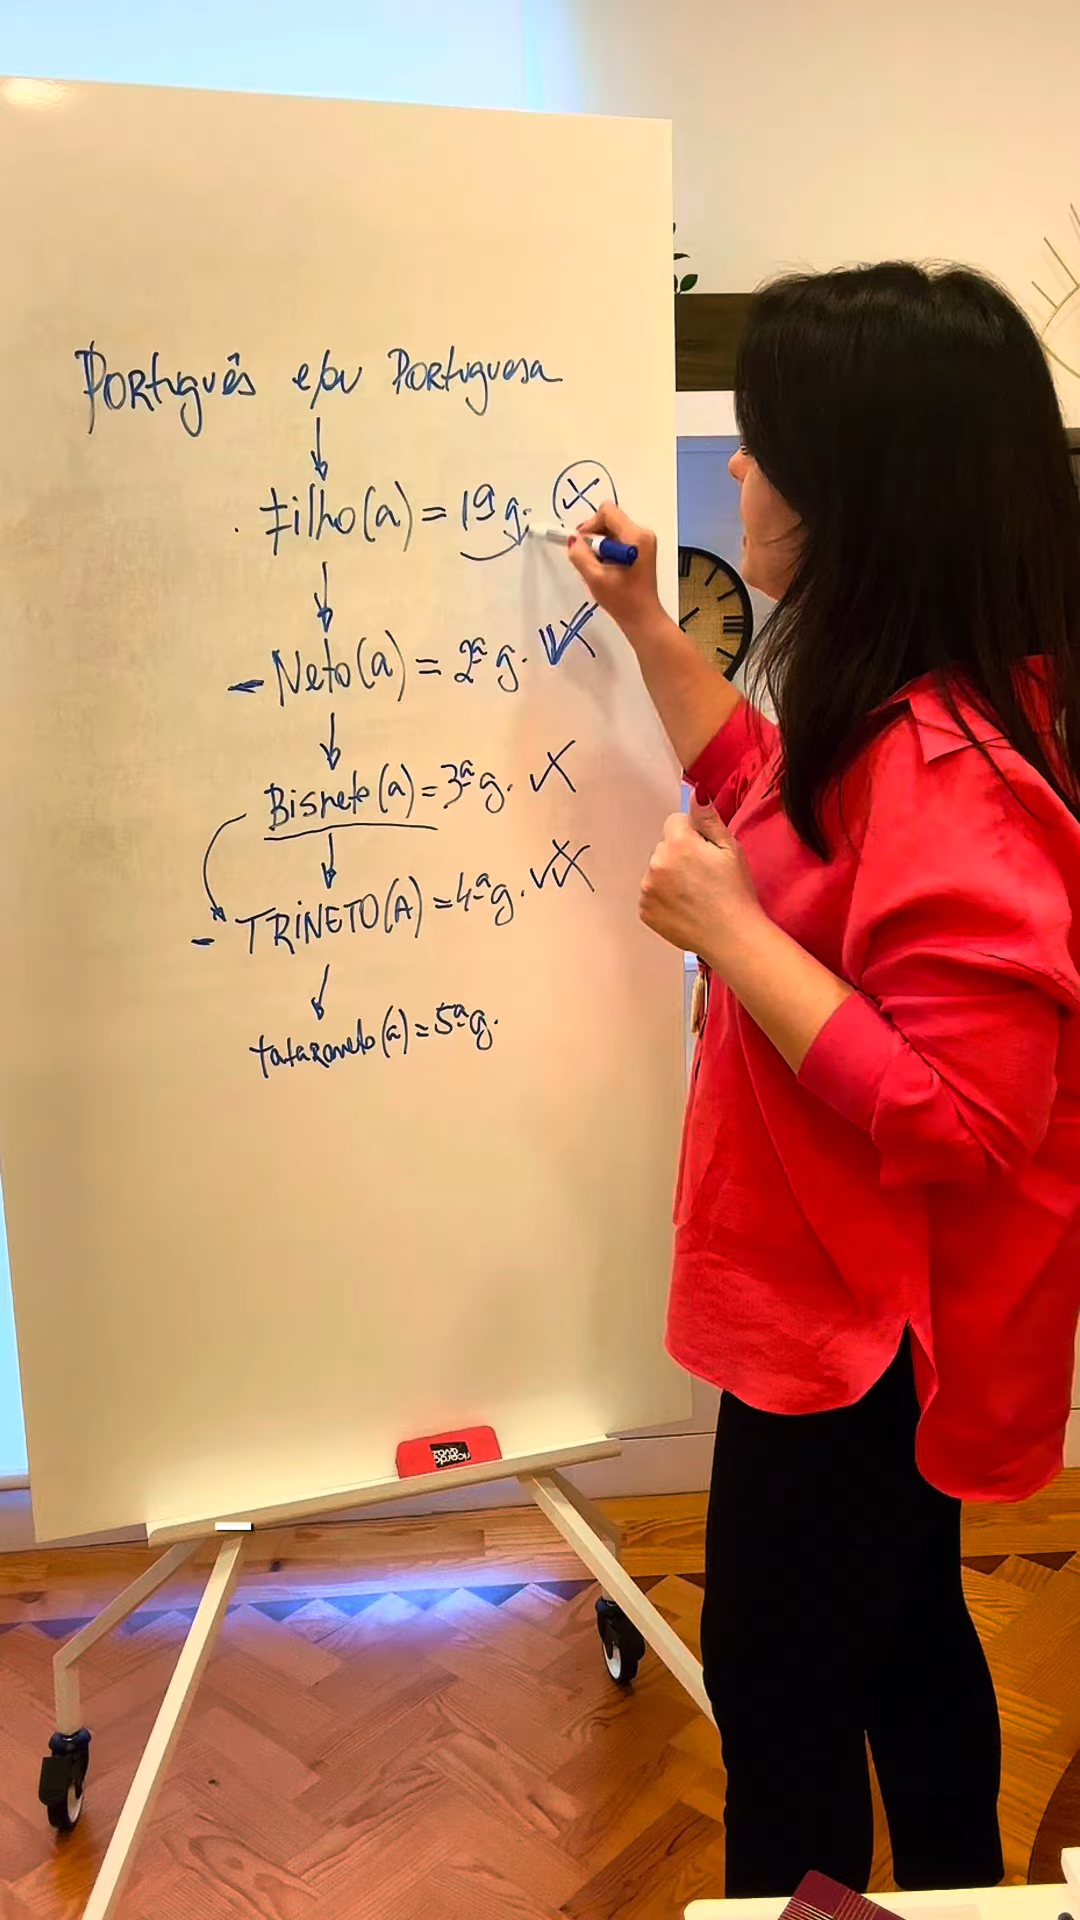 Português e/ou Portuguesa
Filho(a) = 1ª g.
- Neto(a) = 2ª g.
Bisneto(a) = 3ª g.
- TRINETO(A) = 4ª g.
tataraneto(a) = 5ª g.